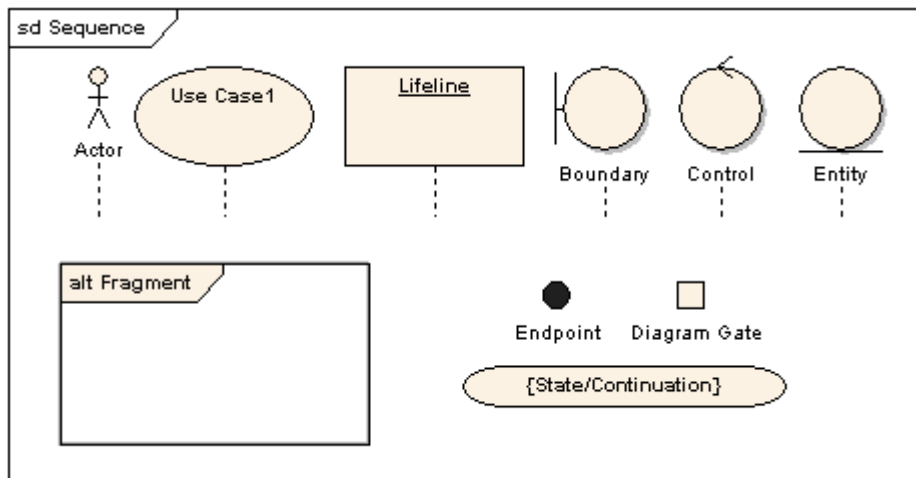 sd Sequence
Use Case1
Lifeline
Actor
Boundary
Control
Entity
alt Fragment
Endpoint
Diagram Gate
{State/Continuation}